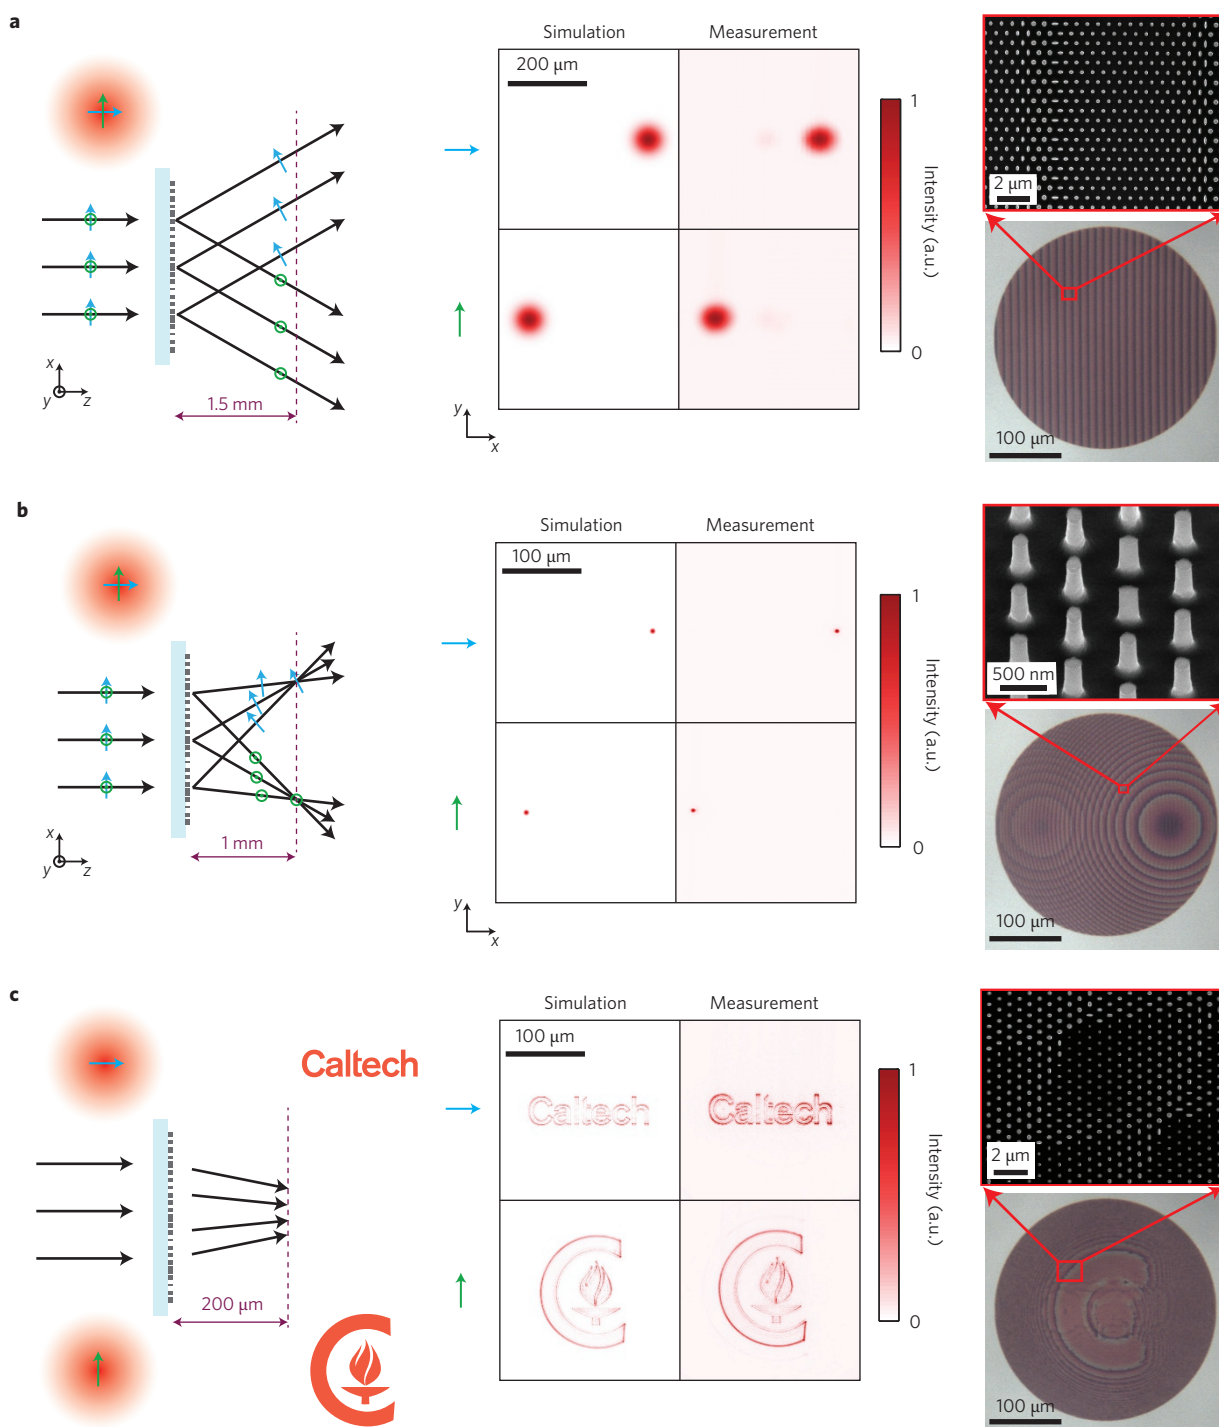 a
Simulation Measurement
200 μm
1
Intensity (a.u.)
0
2 μm
100 μm
x
y z
1.5 mm
y
x
b
Simulation Measurement
100 μm
1
Intensity (a.u.)
0
500 nm
100 μm
x
y z
1 mm
y
x
c
Simulation Measurement
100 μm
Caltech
Caltech Caltech
1
Intensity (a.u.)
0
2 μm
100 μm
200 μm